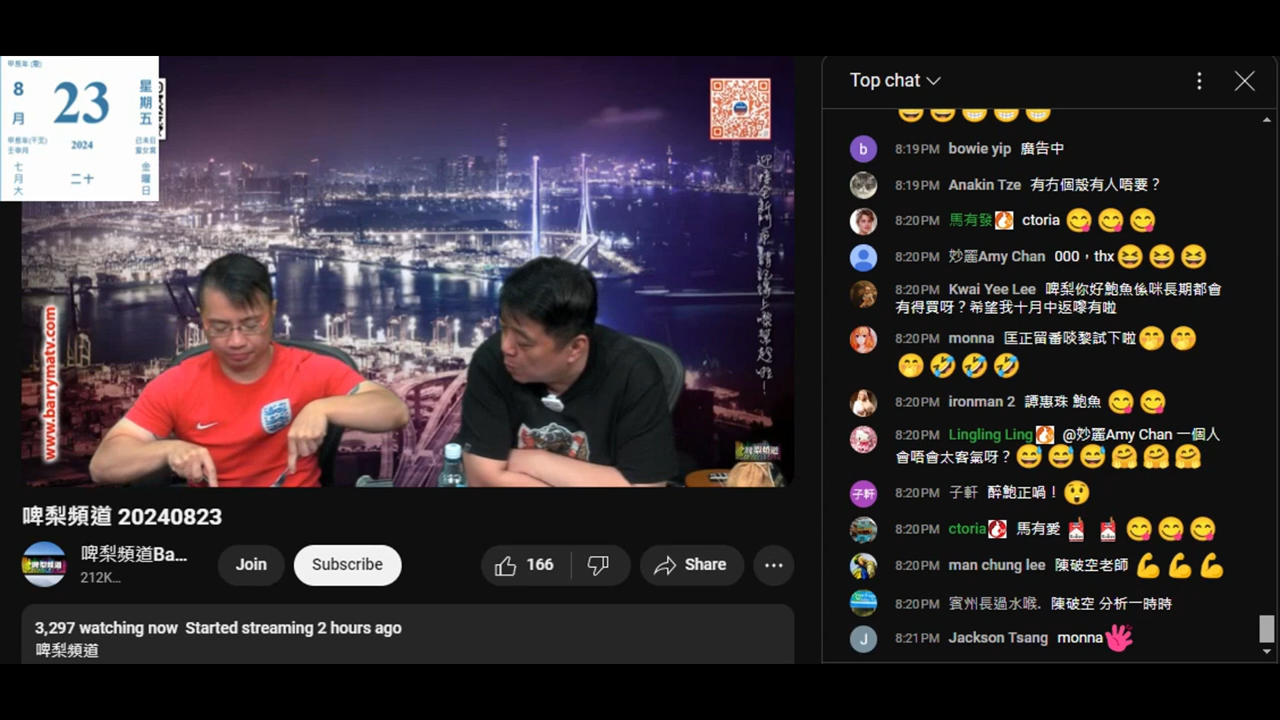 甲辰年 (龍)
8
月
23
星期五
2024
七月大
二十
金曜日
www.barrymatv.com
啤梨頻道 20240823
啤梨頻道Ba...
212K...
Join
Subscribe
166
Share
3,297 watching now Started streaming 2 hours ago
啤梨頻道
Top chat
8:19 PM bowie yip 廣告中
8:19 PM Anakin Tze 有冇個殼有人唔要？
8:20 PM 馬有發 ctoria 😋😋😋
8:20 PM 妙麗Amy Chan 000，thx😆😆😆
8:20 PM Kwai Yee Lee 啤梨你好鮑魚係咪長期都會
有得買呀？希望我十月中返嚟有啦
8:20 PM monna 匡正留番啖黎試下啦🤭🤭
🤭🤣🤣🤣
8:20 PM ironman 2 譚惠珠 鮑魚 😋😋
8:20 PM Lingling Ling @妙麗Amy Chan 一個人
會唔會太客氣呀？😅😅😅🤗🤗🤗
8:20 PM 子軒 醉鮑正喎！😲
8:20 PM ctoria 馬有愛 😋😋😋
8:20 PM man chung lee 陳破空老師 💪💪💪
8:20 PM 賓州長過水喉. 陳破空 分析一時時
8:21 PM Jackson Tsang monna